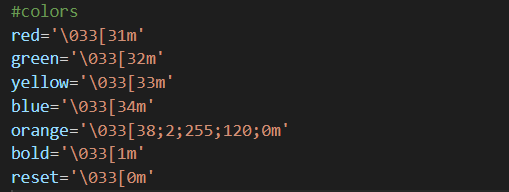 #colors
red='\033[31m'
green='\033[32m'
yellow='\033[33m'
blue='\033[34m'
orange='\033[38;2;255;120;0m'
bold='\033[1m'
reset='\033[0m'